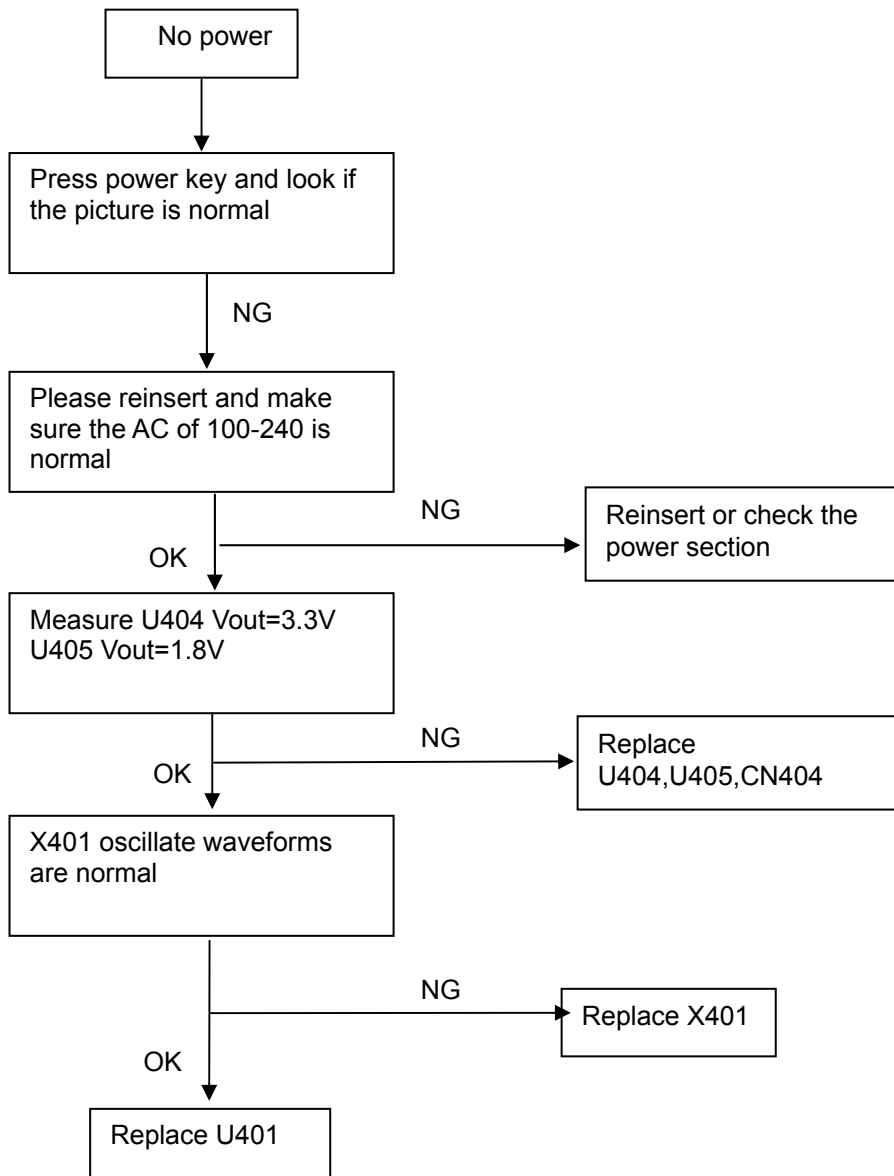 No power
Press power key and look if
the picture is normal
NG
Please reinsert and make
sure the AC of 100-240 is
normal
NG
Reinsert or check the
power section
OK
Measure U404 Vout=3.3V
U405 Vout=1.8V
NG
Replace
U404,U405,CN404
OK
X401 oscillate waveforms
are normal
NG
Replace X401
OK
Replace U401